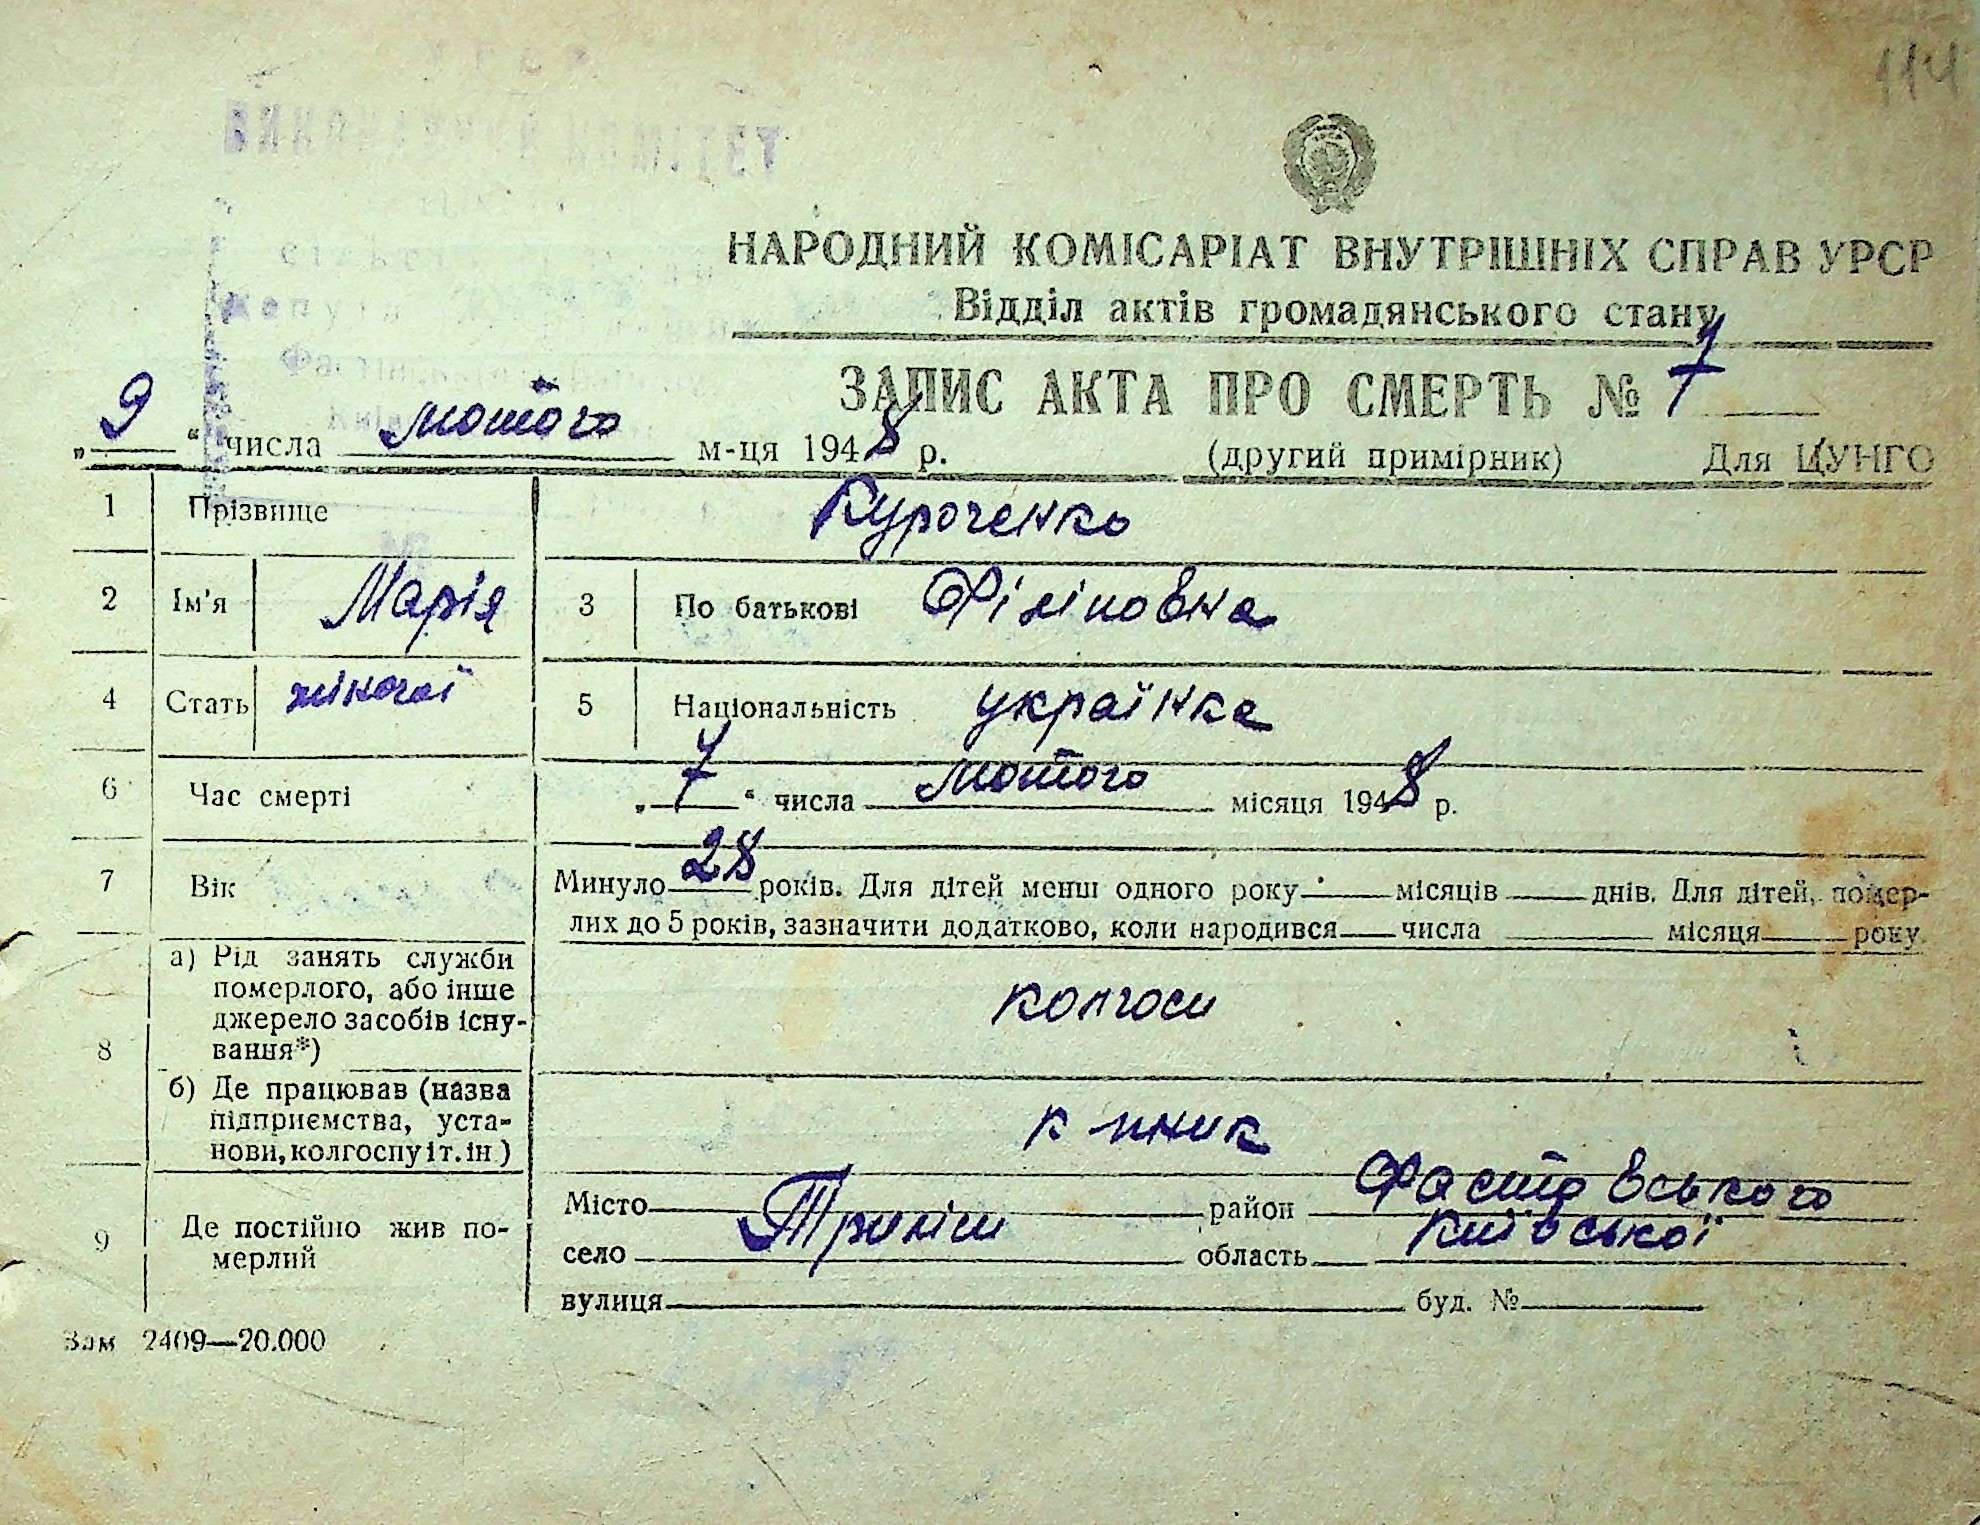 114
НАРОДНИЙ КОМІСАРІАТ ВНУТРІШНІХ СПРАВ УРСР
Відділ актів громадянського стану
ЗАПИС АКТА ПРО СМЕРТЬ № 7
„9“ числа лютого м-ця 1948 р. (другий примірник) Для ЦУНГО
1 Прізвище Куроченко
2 Ім'я Марія 3 По батькові Філіповна
4 Стать жіночої 5 Національність українка
6 Час смерті „7“ числа лютого місяця 1948 р.
7 Вік Минуло 28 років. Для дітей менш одного року місяців днів. Для дітей, помер-
лих до 5 років, зазначити додатково, коли народився числа місяця року
8 а) Рід занять служби
померлого, або інше
джерело засобів існу-
вання*)
колгосп
б) Де працював (назва
підприємства, уста-
нови, колгоспу і т. ін.)
к
9 Де постійно жив по-
мерлий
Місто район Фастовського
село Триліси область Київської
вулиця буд. №
Зам 2409—20.000